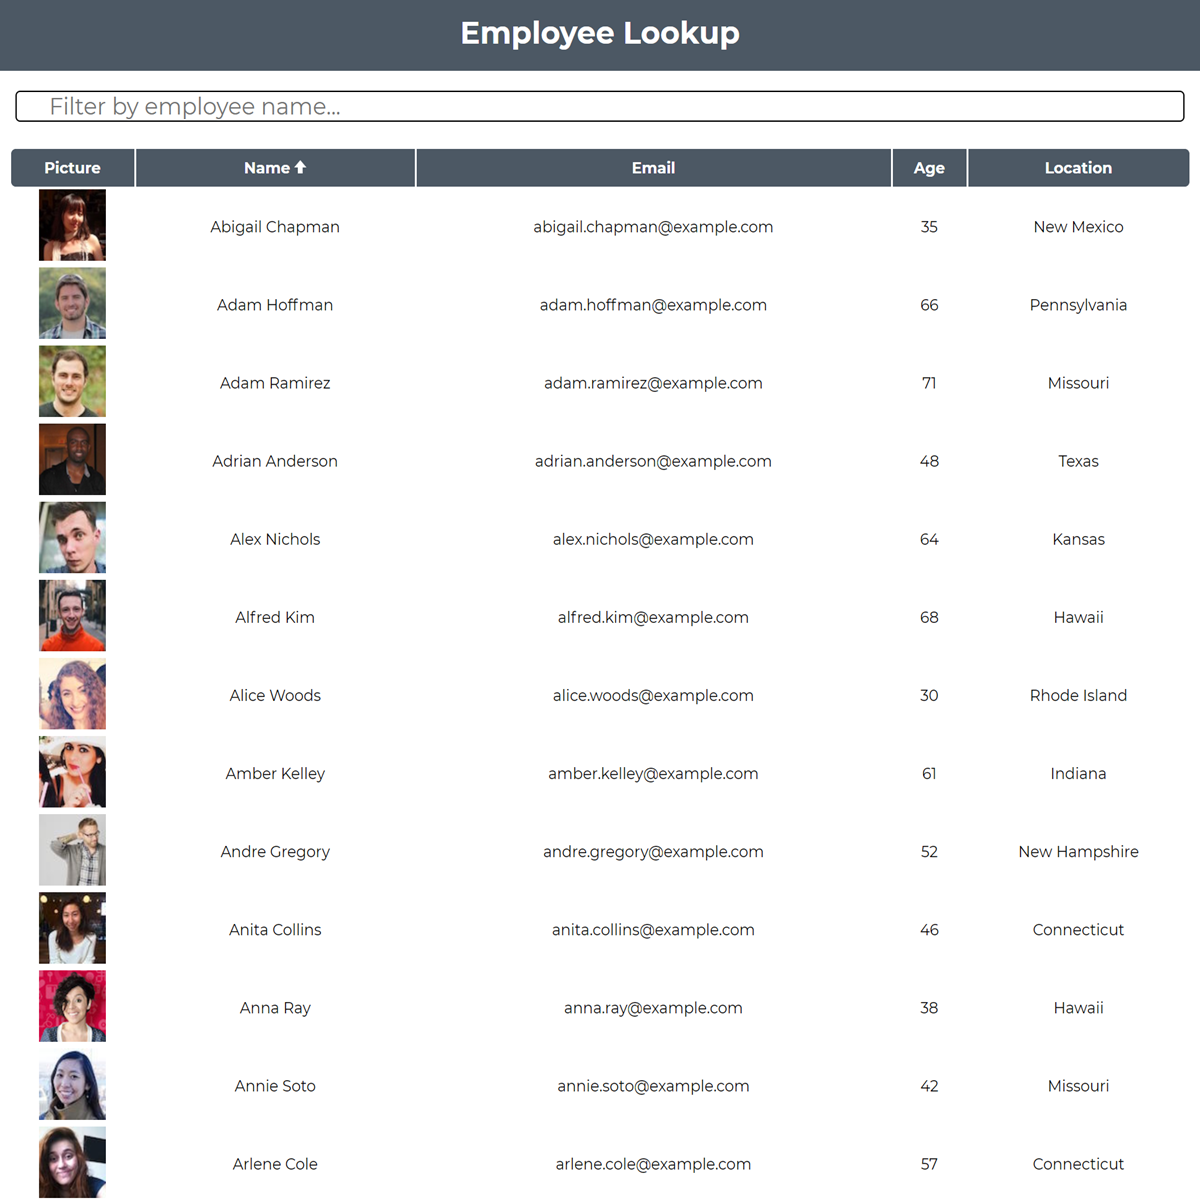 Employee Lookup
Filter by employee name...
Picture Name Email Age Location
Abigail Chapman abigail.chapman@example.com 35 New Mexico
Adam Hoffman adam.hoffman@example.com 66 Pennsylvania
Adam Ramirez adam.ramirez@example.com 71 Missouri
Adrian Anderson adrian.anderson@example.com 48 Texas
Alex Nichols alex.nichols@example.com 64 Kansas
Alfred Kim alfred.kim@example.com 68 Hawaii
Alice Woods alice.woods@example.com 30 Rhode Island
Amber Kelley amber.kelley@example.com 61 Indiana
Andre Gregory andre.gregory@example.com 52 New Hampshire
Anita Collins anita.collins@example.com 46 Connecticut
Anna Ray anna.ray@example.com 38 Hawaii
Annie Soto annie.soto@example.com 42 Missouri
Arlene Cole arlene.cole@example.com 57 Connecticut